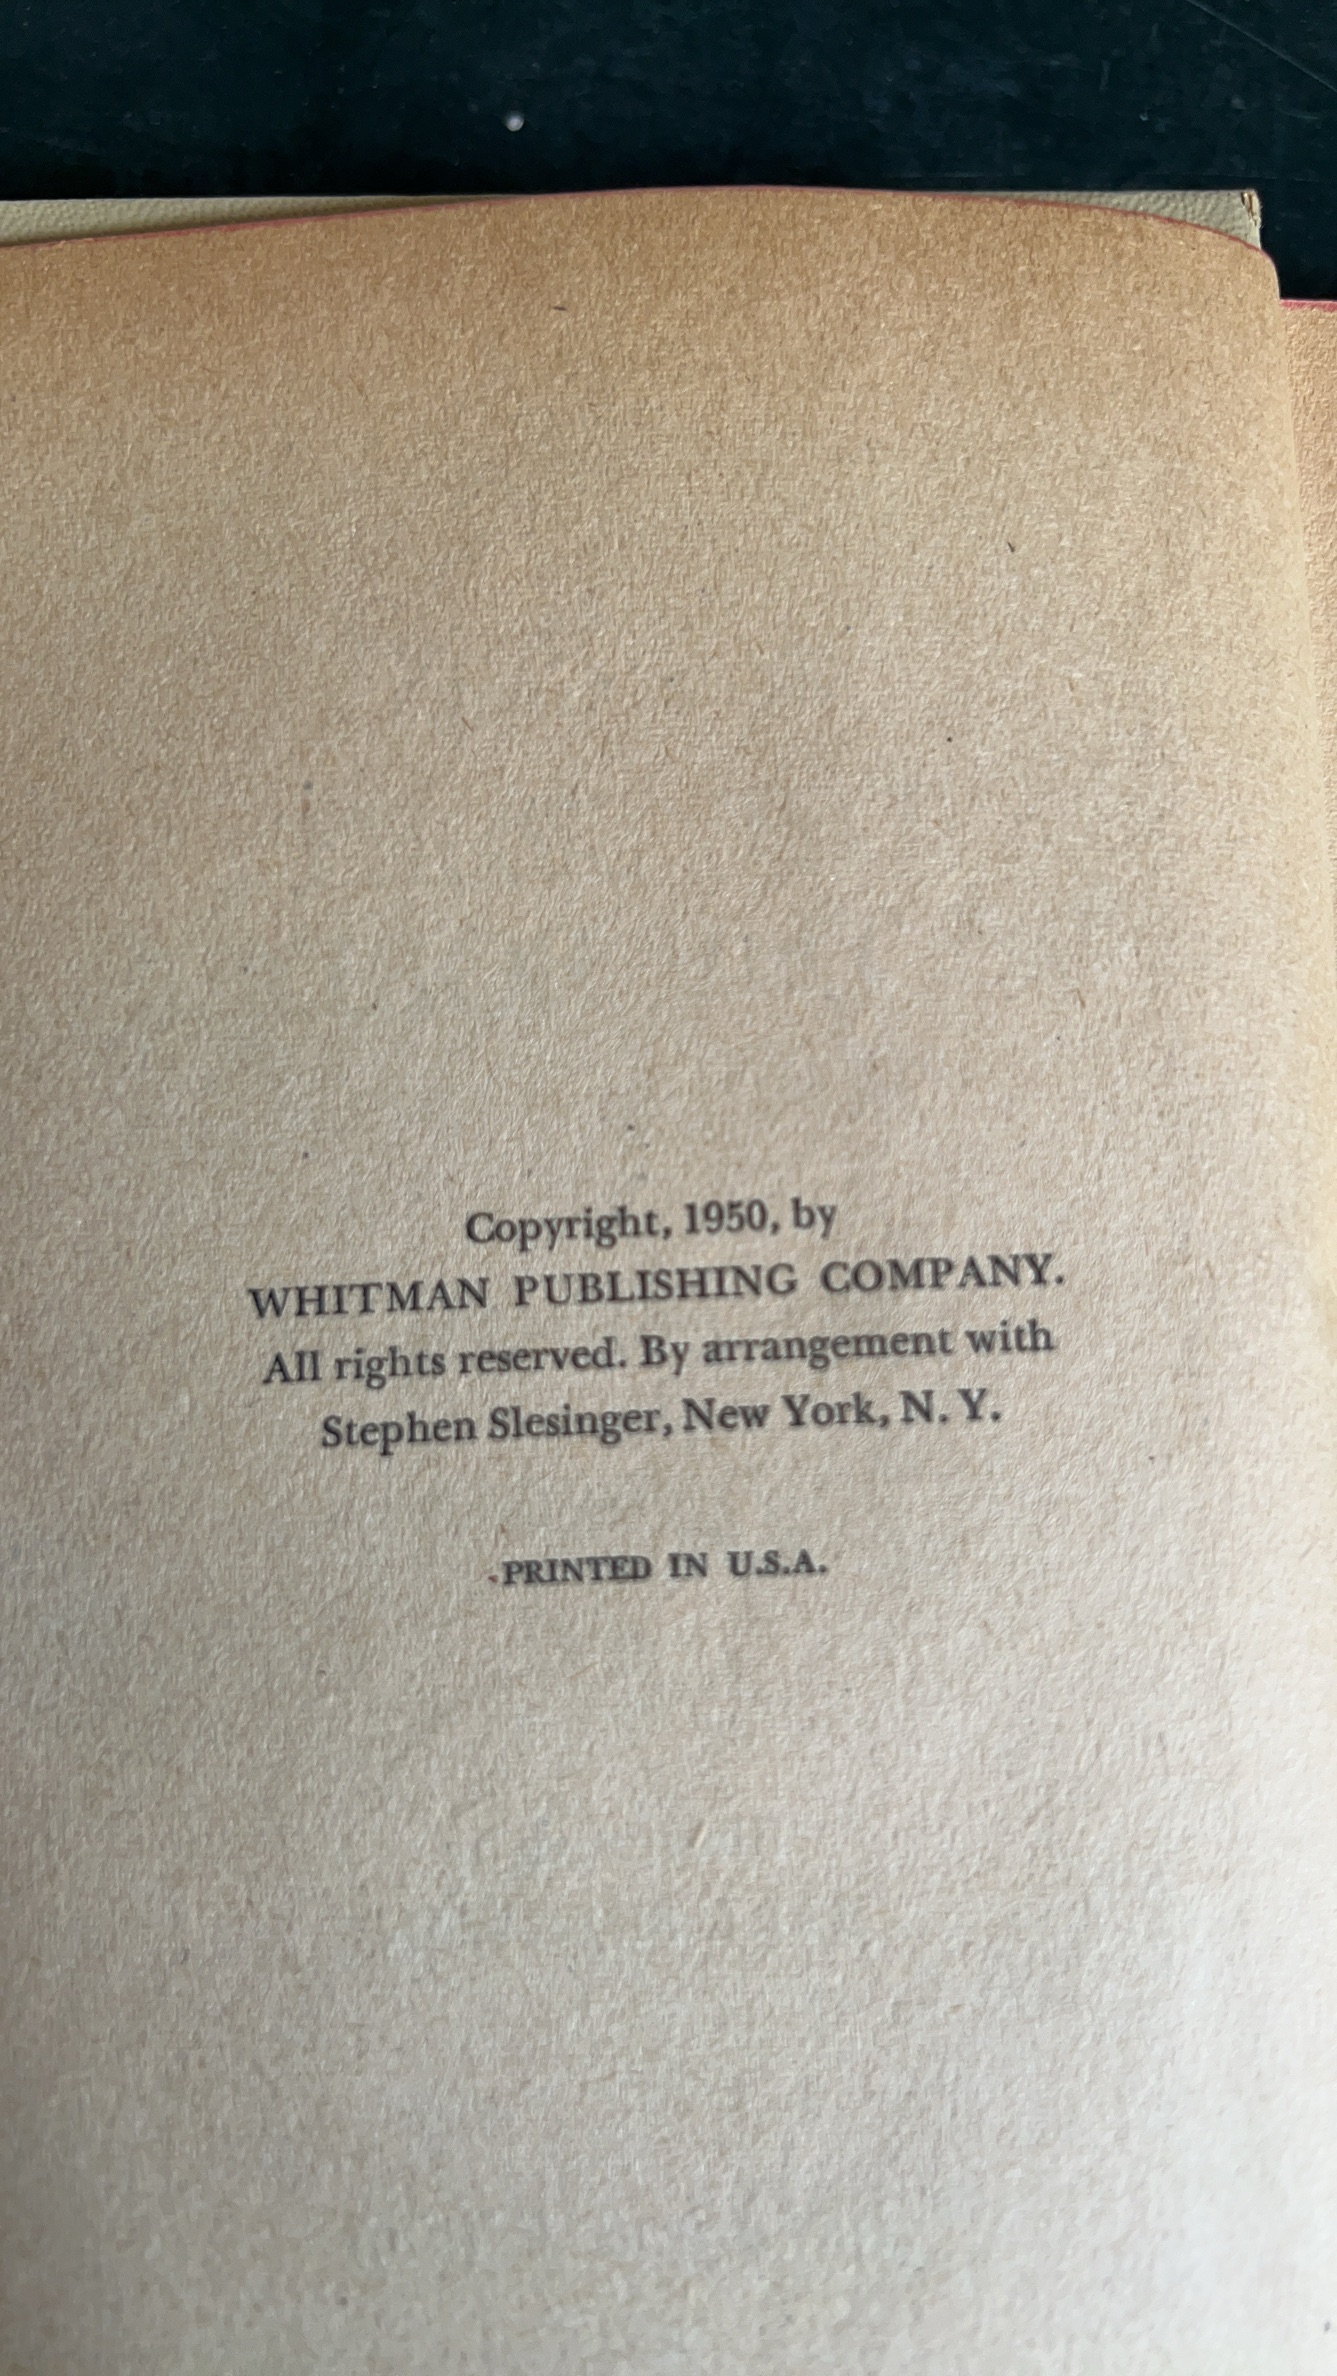 Copyright, 1950, by
WHITMAN PUBLISHING COMPANY.
All rights reserved. By arrangement with
Stephen Slesinger, New York, N. Y.
PRINTED IN U.S.A.